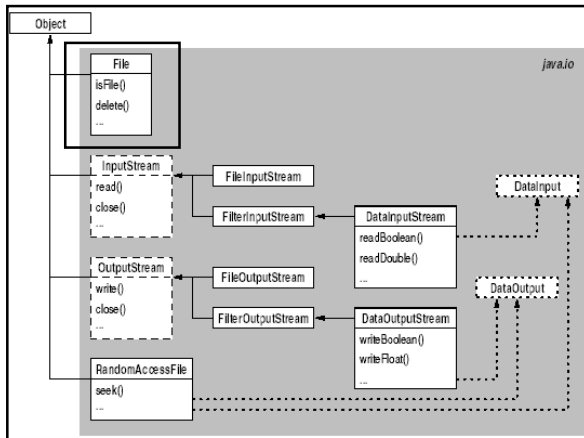 Object
java.io
File
isFile()
delete()
...
InputStream
read()
close()
...
FileInputStream
FilterInputStream
DataInputStream
readBoolean()
readDouble()
...
DataInput
OutputStream
write()
close()
...
FileOutputStream
FilterOutputStream
DataOutputStream
writeBoolean()
writeFloat()
...
DataOutput
RandomAccessFile
seek()
...